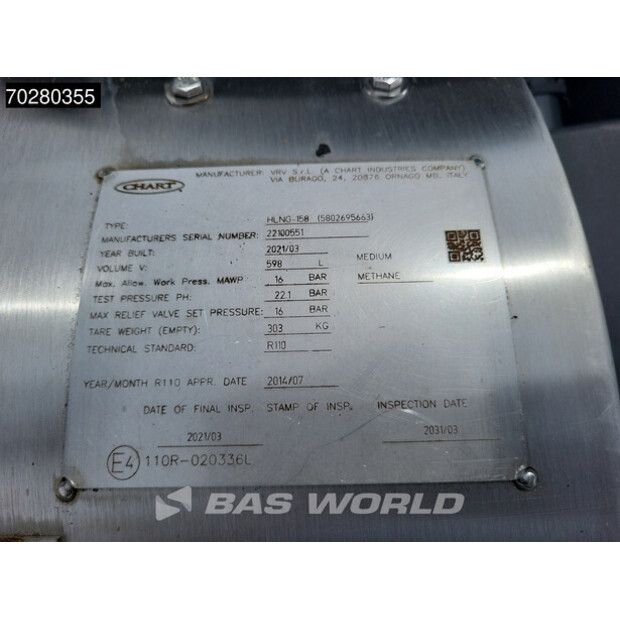 70280355
CHART
MANUFACTURER: VRV S.r.L. (A CHART INDUSTRIES COMPANY)
VIA BURAGO, 24, 20876 ORNAGO MB, ITALY
TYPE: HLNG-158 (5802695663)
MANUFACTURERS SERIAL NUMBER: 22100551
YEAR BUILT: 2021/03
VOLUME V: 598 L MEDIUM
Max. Allow. Work Press. MAWP 16 BAR METHANE
TEST PRESSURE PH: 22.1 BAR
MAX RELIEF VALVE SET PRESSURE: 16 BAR
TARE WEIGHT (EMPTY): 303 KG
TECHNICAL STANDARD: R110
YEAR/MONTH R110 APPR. DATE 2014/07
DATE OF FINAL INSP. STAMP OF INSP. INSPECTION DATE
2021/03 2031/03
E4 110R-020336L
BAS WORLD